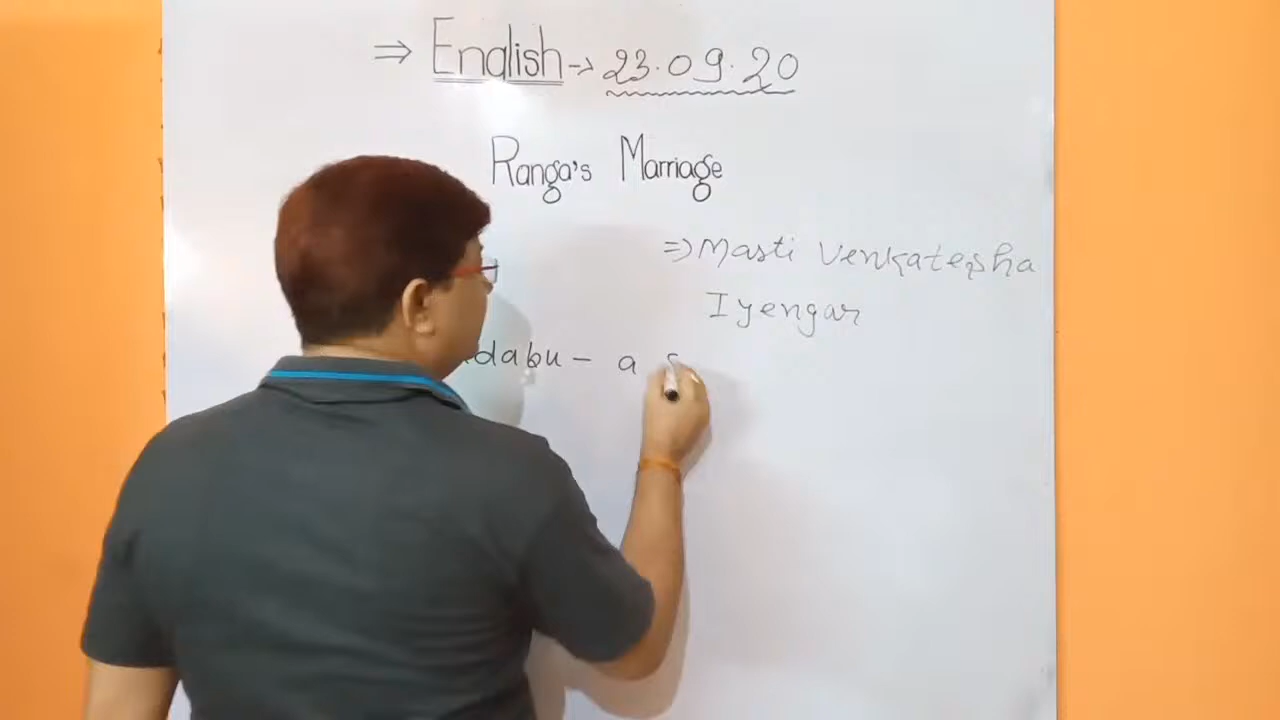 ⇒ English → 23.09.20
Ranga's Marriage
⇒ Masti Venkatesha
Iyengar
dabu - a